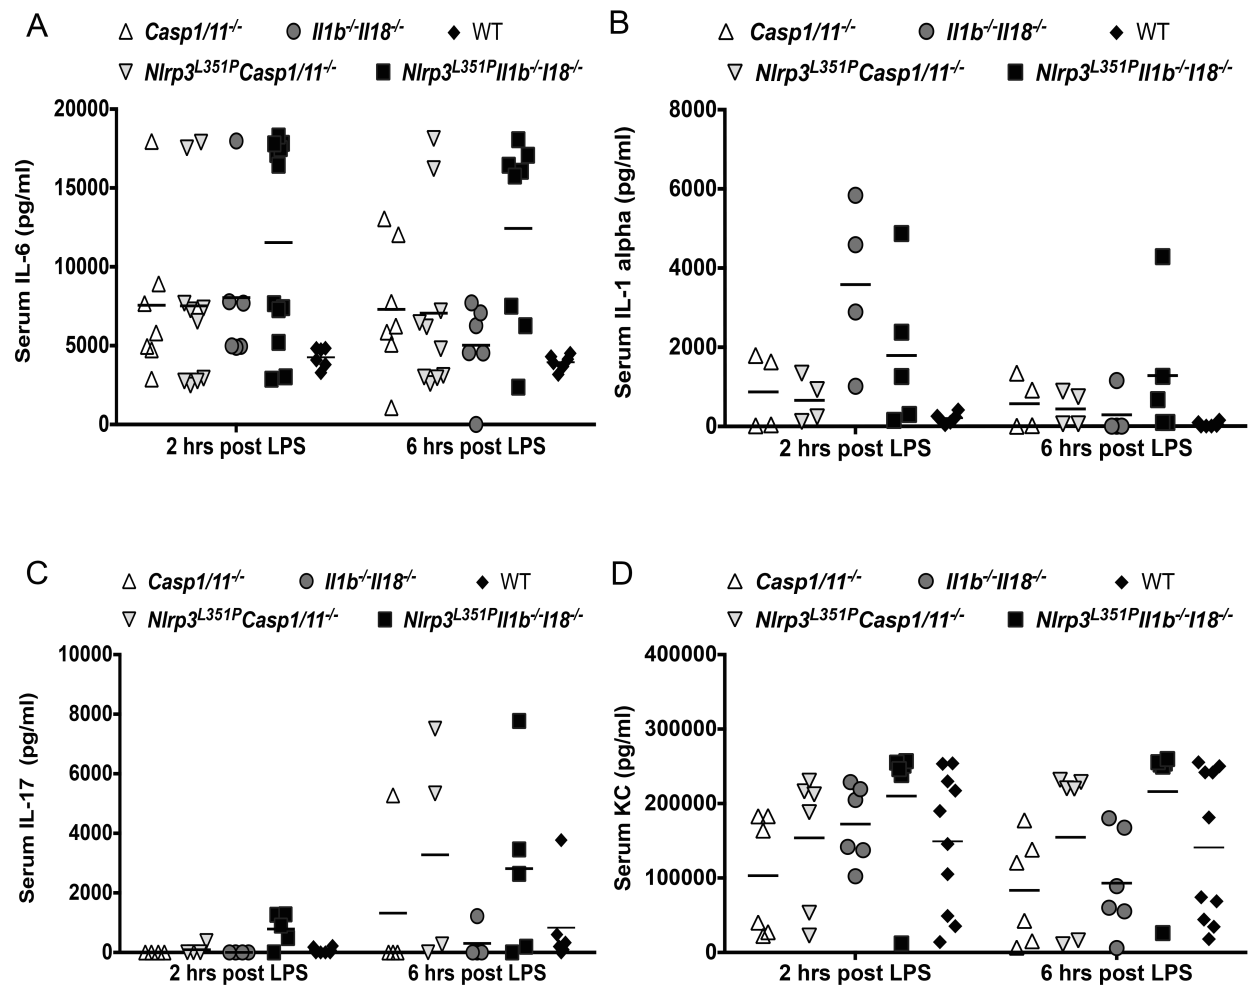 A
Casp1/11-/- Il1b-/-Il18-/- WT
Nlrp3L351PCasp1/11-/- Nlrp3L351PIl1b-/-I18-/-
Serum IL-6 (pg/ml)
20000
15000
10000
5000
0
2 hrs post LPS 6 hrs post LPS
B
Casp1/11-/- Il1b-/-Il18-/- WT
Nlrp3L351PCasp1/11-/- Nlrp3L351PIl1b-/-I18-/-
Serum IL-1 alpha (pg/ml)
8000
6000
4000
2000
0
2 hrs post LPS 6 hrs post LPS
C
Casp1/11-/- Il1b-/-Il18-/- WT
Nlrp3L351PCasp1/11-/- Nlrp3L351PIl1b-/-I18-/-
Serum IL-17 (pg/ml)
10000
8000
6000
4000
2000
0
2 hrs post LPS 6 hrs post LPS
D
Casp1/11-/- Il1b-/-Il18-/- WT
Nlrp3L351PCasp1/11-/- Nlrp3L351PIl1b-/-I18-/-
Serum KC (pg/ml)
400000
300000
200000
100000
0
2 hrs post LPS 6 hrs post LPS